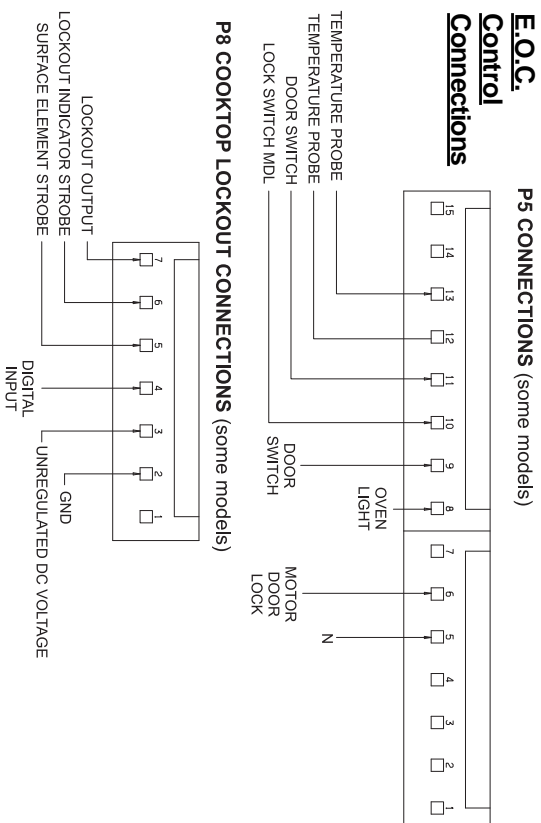 E.O.C.
Control
Connections
P5 CONNECTIONS (some models)
15
14
13
12
11
10
9
8
7
6
5
4
3
2
1
TEMPERATURE PROBE
TEMPERATURE PROBE
DOOR SWITCH
LOCK SWITCH MDL
DOOR
SWITCH
OVEN
LIGHT
MOTOR
DOOR
LOCK
N
P8 COOKTOP LOCKOUT CONNECTIONS (some models)
7
6
5
4
3
2
1
LOCKOUT OUTPUT
LOCKOUT INDICATOR STROBE
SURFACE ELEMENT STROBE
DIGITAL
INPUT
GND
UNREGULATED DC VOLTAGE